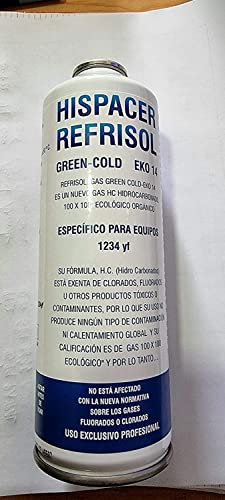 HISPACER
REFRISOL
GREEN-COLD EKO 14
REFRISOL GAS GREEN COLD-EKO 14
ES UN NUEVO GAS HC HIDROCARBONADO
100 X 100 ECOLÓGICO ORGÁNICO
ESPECÍFICO PARA EQUIPOS
1234 yf
SU FÓRMULA, H.C. (Hidro Carbonados)
ESTÁ EXENTA DE CLORADOS, FLUORADOS
U OTROS PRODUCTOS TÓXICOS O
CONTAMINANTES, POR LO QUE SU USO NO
PRODUCE NINGÚN TIPO DE CONTAMINACIÓN
NI CALENTAMIENTO GLOBAL Y SU
CALIFICACIÓN ES DE GAS 100 X 100
ECOLÓGICO" Y POR LO TANTO...
NO ESTÁ AFECTADO
CON LA NUEVA NORMATIVA
SOBRE LOS GASES
FLUORADOS O CLORADOS
USO EXCLUSIVO PROFESIONAL